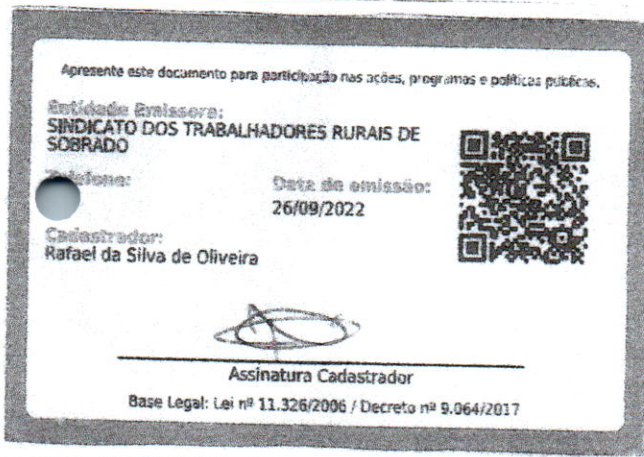 Apresente este documento para participação nas ações, programas e políticas públicas.
Entidade Emissora:
SINDICATO DOS TRABALHADORES RURAIS DE
SOBRADO
Telefone:
Data de emissão:
26/09/2022
Cadastrador:
Rafael da Silva de Oliveira
Assinatura Cadastrador
Base Legal: Lei nº 11.326/2006 / Decreto nº 9.064/2017